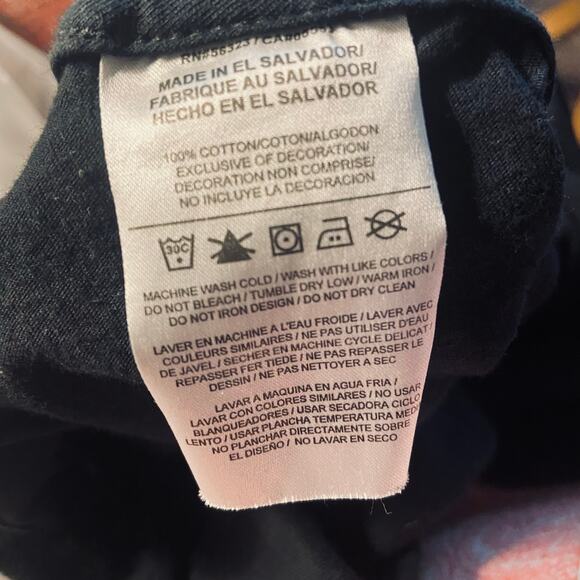 RN#56323 /
MADE IN EL SALVADOR/
FABRIQUE AU SALVADOR/
HECHO EN EL SALVADOR
100% COTTON/COTON/ALGODON
EXCLUSIVE OF DECORATION/
DECORATION NON COMPRISE/
NO INCLUYE LA DECORACION
30C
MACHINE WASH COLD / WASH WITH LIKE COLORS /
DO NOT BLEACH / TUMBLE DRY LOW / WARM IRON /
DO NOT IRON DESIGN / DO NOT DRY CLEAN
LAVER EN MACHINE A L'EAU FROIDE / LAVER AVEC
COULEURS SIMILAIRES / NE PAS UTILISER D'EAU
DE JAVEL / SECHER EN MACHINE CYCLE DELICAT /
REPASSER FER TIEDE / NE PAS REPASSER LE
DESSIN / NE PAS NETTOYER A SEC
LAVAR A MAQUINA EN AGUA FRIA /
LAVAR CON COLORES SIMILARES / NO USAR
BLANQUEADORES / USAR SECADORA CICLO
LENTO / USAR PLANCHA TEMPERATURA MEDI
NO PLANCHAR DIRECTAMENTE SOBRE
EL DISEÑO / NO LAVAR EN SECO